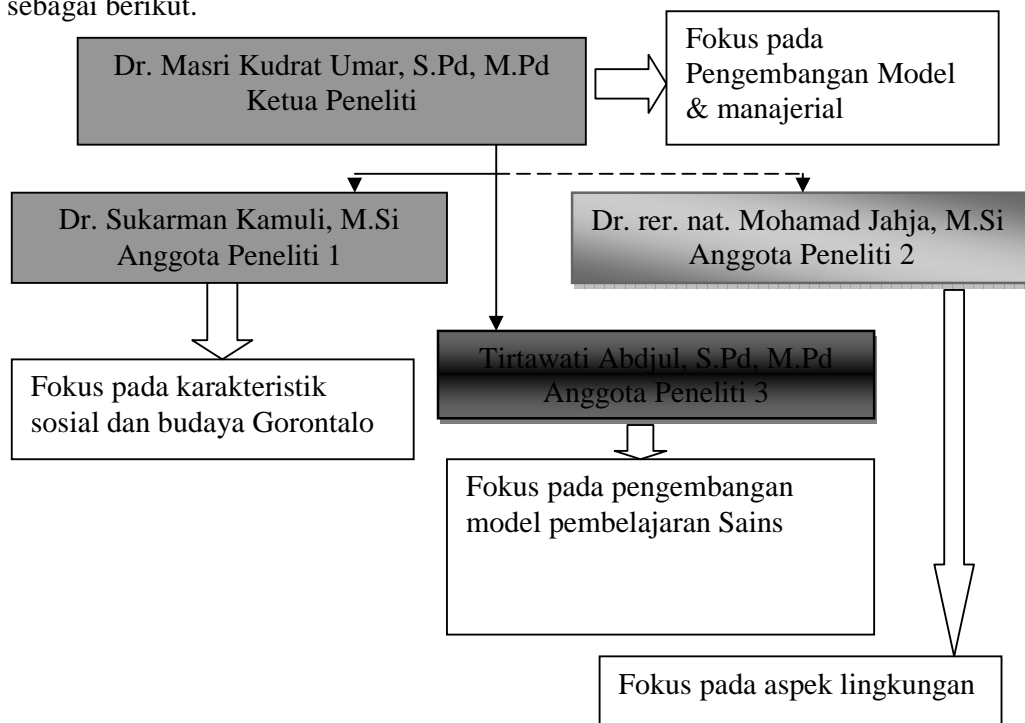 sebagai berikut.
Dr. Masri Kudrat Umar, S.Pd, M.Pd
Ketua Peneliti
Fokus pada
Pengembangan Model
& manajerial
Dr. Sukarman Kamuli, M.Si
Anggota Peneliti 1
Dr. rer. nat. Mohamad Jahja, M.Si
Anggota Peneliti 2
Tirtawati Abdjul, S.Pd, M.Pd
Anggota Peneliti 3
Fokus pada karakteristik
sosial dan budaya Gorontalo
Fokus pada pengembangan
model pembelajaran Sains
Fokus pada aspek lingkungan